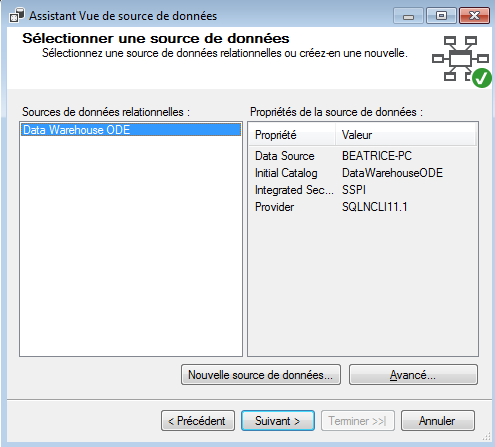 Assistant Vue de source de données
Sélectionner une source de données
Sélectionnez une source de données relationnelles ou créez-en une nouvelle.
Sources de données relationnelles :
Data Warehouse ODE
Propriétés de la source de données :
Propriété Valeur
Data Source BEATRICE-PC
Initial Catalog DataWarehouseODE
Integrated Sec... SSPI
Provider SQLNCLI11.1
Nouvelle source de données... Avancé...
< Précédent Suivant > Terminer >>| Annuler